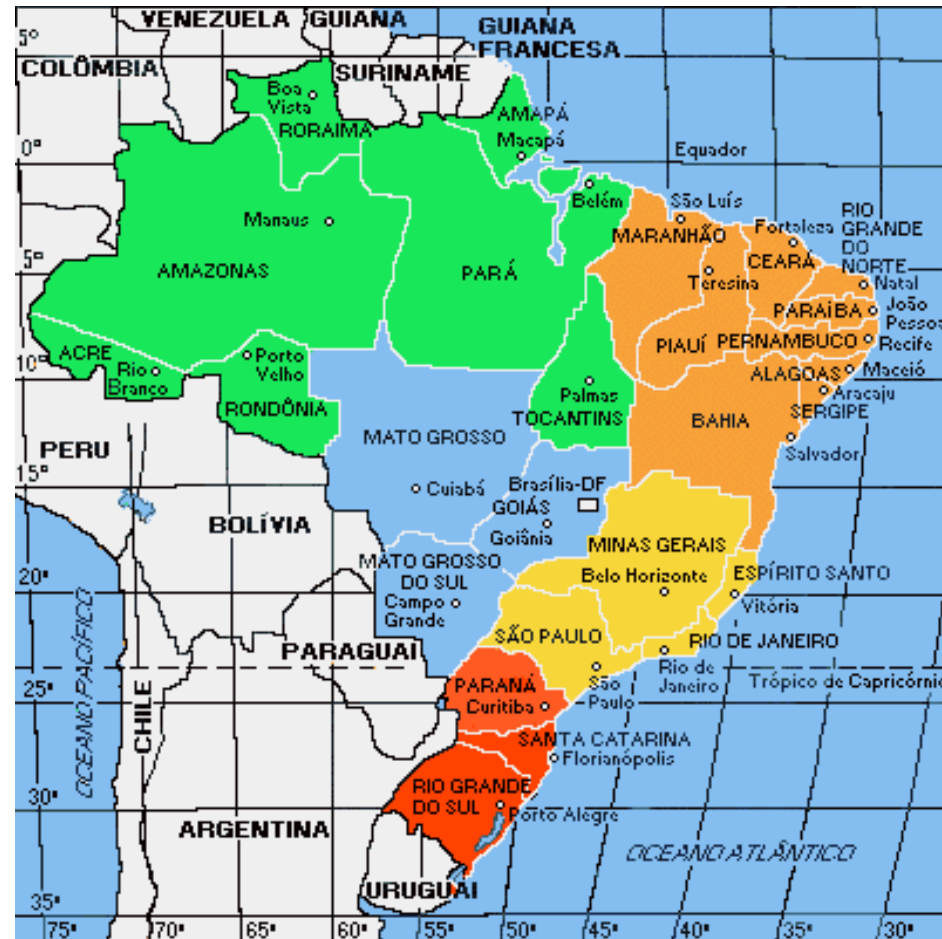 VENEZUELA
GUIANA
GUIANA
FRANCESA
5°
COLÔMBIA
SURINAME
Boa
Vista
RORAIMA
AMAPÁ
Macapá
0°
Equador
Belém
São Luís
Manaus
MARANHÃO
Fortaleza
RIO
GRANDE
DO
NORTE
AMAZONAS
PARÁ
CEARÁ
5°
Teresina
Natal
PARAÍBA
João
Pessoa
ACRE
Rio
Branco
Porto
Velho
PIAUÍ
PERNAMBUCO
Recife
10°
ALAGOAS
Maceió
RONDÔNIA
Palmas
TOCANTINS
Aracaju
SERGIPE
BAHIA
MATO GROSSO
PERU
Salvador
15°
Cuiabá
Brasília-DF
GOIÁS
Goiânia
BOLÍVIA
MINAS GERAIS
MATO GROSSO
DO SUL
Belo Horizonte
ESPÍRITO SANTO
20°
Campo
Grande
Vitória
OCEANO PACÍFICO
SÃO PAULO
RIO DE JANEIRO
PARAGUAI
Rio de
Janeiro
Trópico de Capricórnio
25°
CHILE
PARANÁ
Curitiba
São
Paulo
SANTA CATARINA
Florianópolis
RIO GRANDE
DO SUL
30°
Porto Alegre
ARGENTINA
OCEANO ATLÂNTICO
URUGUAI
35°
75° 70° 60° 55° 50° 45° 40° 35° 30°